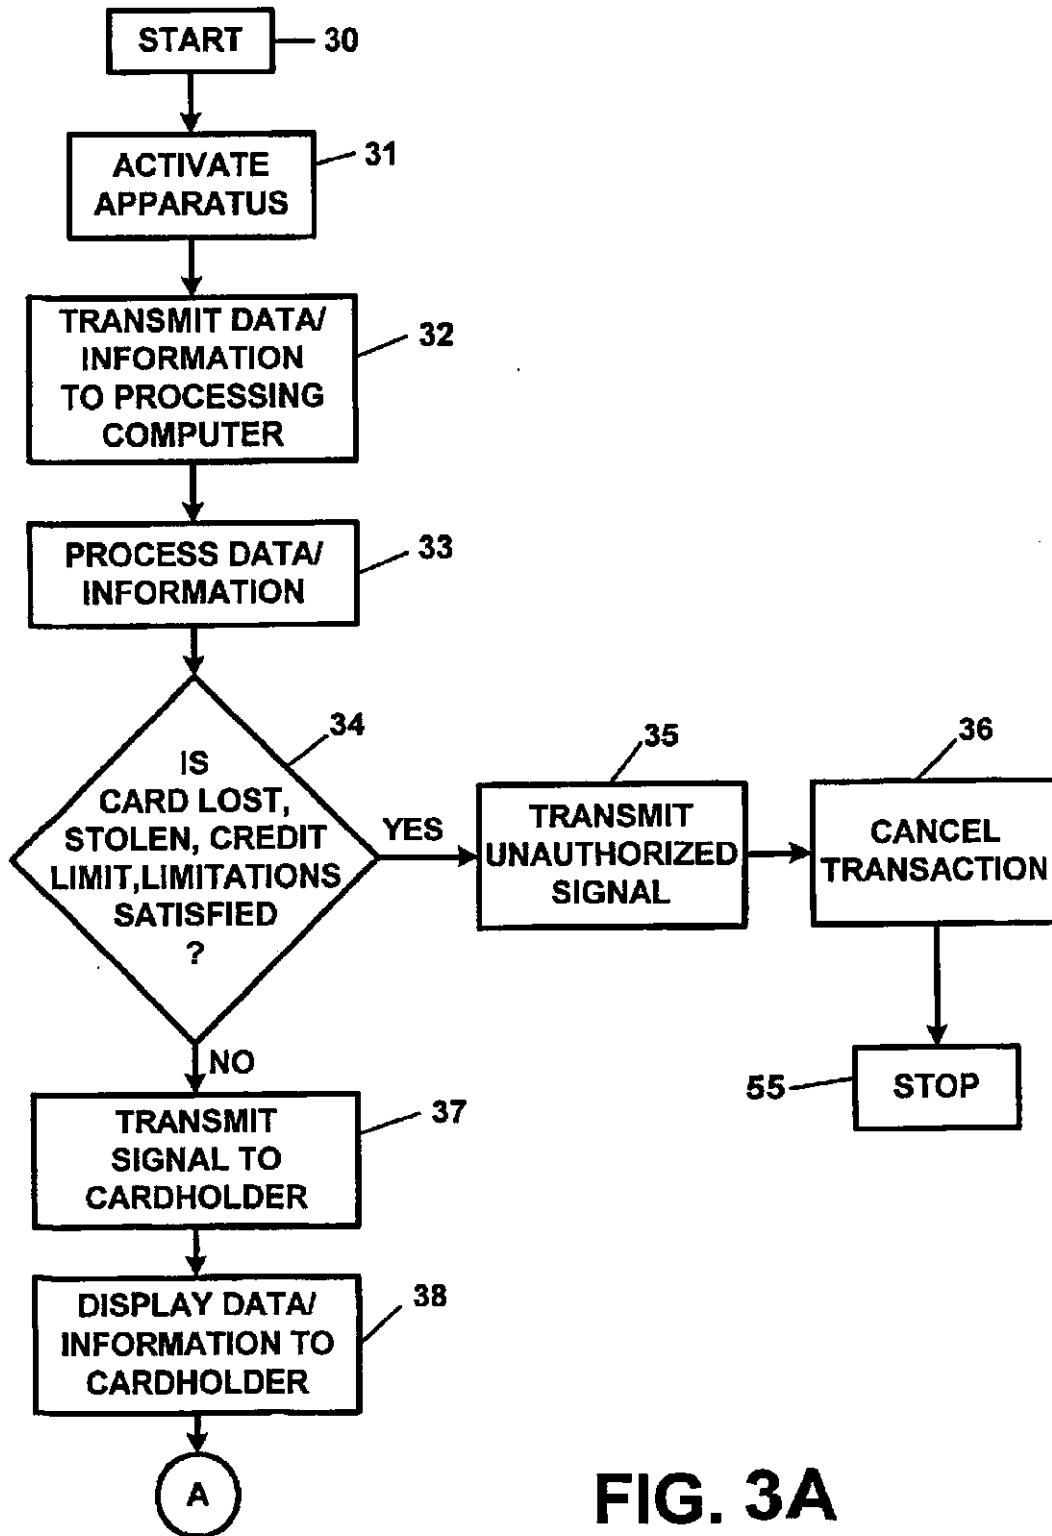 START
30
ACTIVATE
APPARATUS
31
TRANSMIT DATA/
INFORMATION
TO PROCESSING
COMPUTER
32
PROCESS DATA/
INFORMATION
33
IS
CARD LOST,
STOLEN, CREDIT
LIMIT,LIMITATIONS
SATISFIED
?
34
YES
TRANSMIT
UNAUTHORIZED
SIGNAL
35
CANCEL
TRANSACTION
36
STOP
55
NO
TRANSMIT
SIGNAL TO
CARDHOLDER
37
DISPLAY DATA/
INFORMATION TO
CARDHOLDER
38
A
FIG. 3A